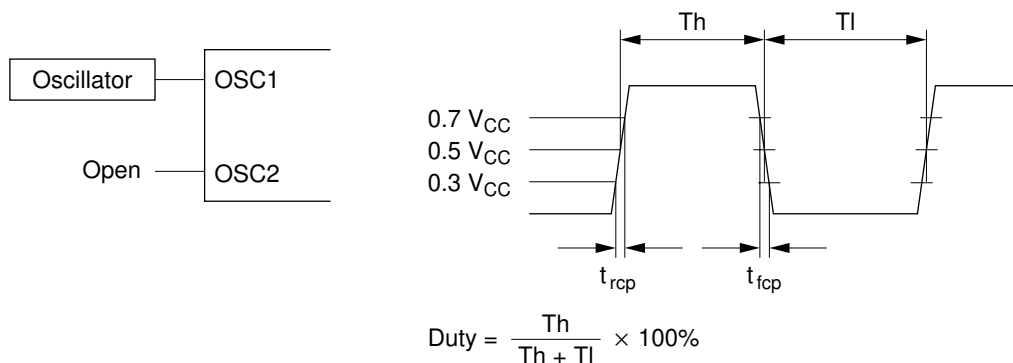 Oscillator
OSC1
Open
OSC2
Th
Tl
0.7 VCC
0.5 VCC
0.3 VCC
trcp
tfcp
Duty = Th / Th + Tl × 100%